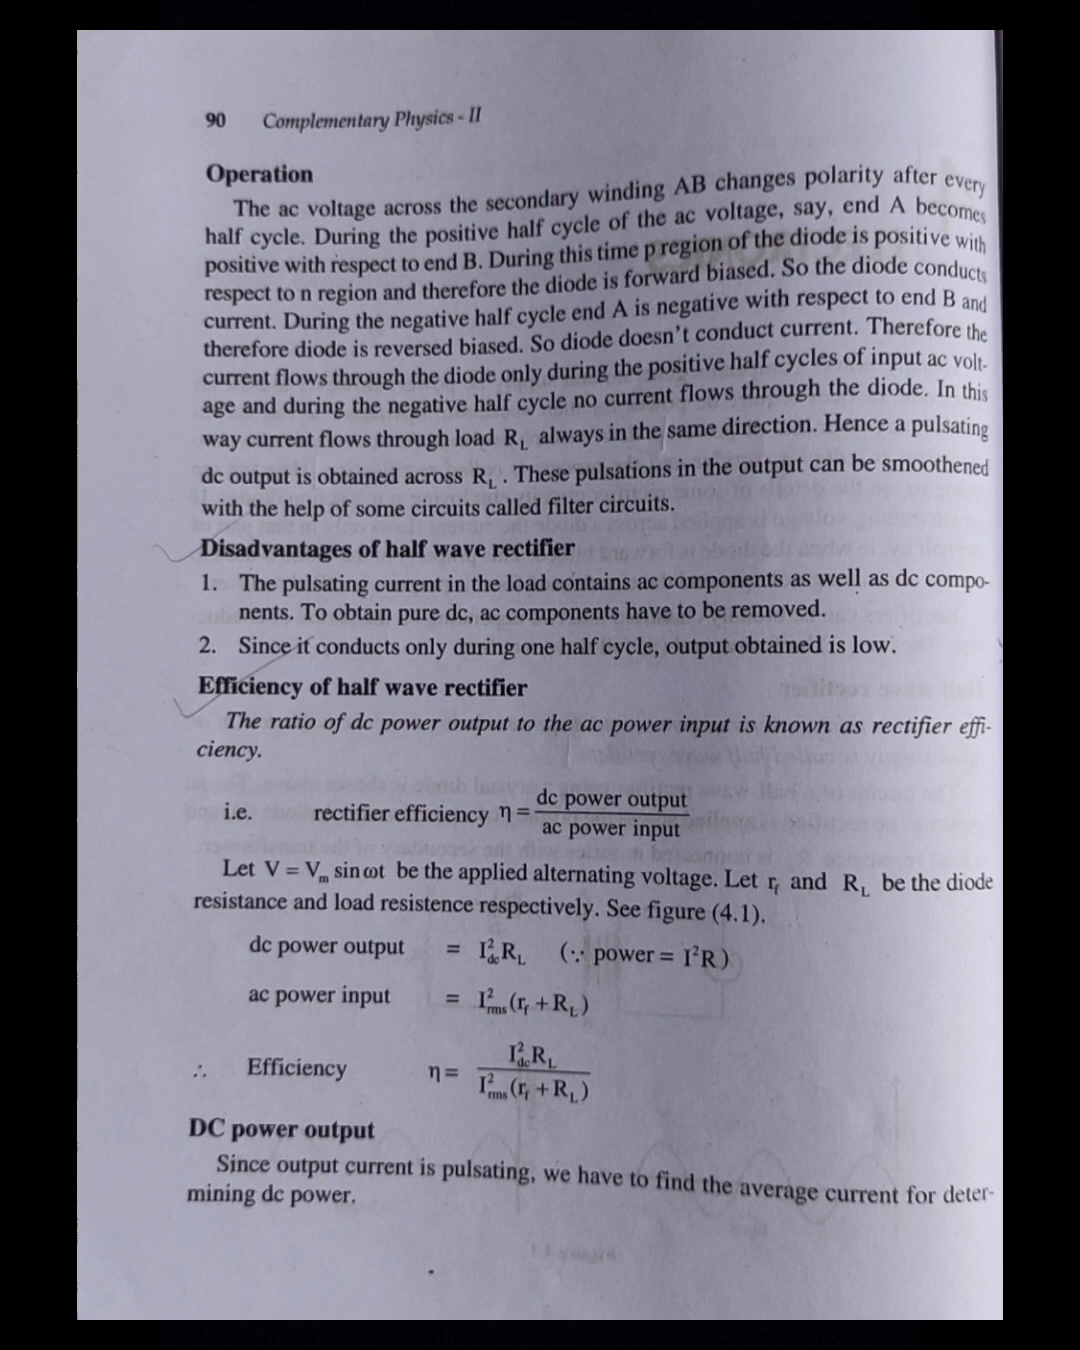 90 Complementary Physics - II
Operation
The ac voltage across the secondary winding AB changes polarity after every
half cycle. During the positive half cycle of the ac voltage, say, end A becomes
positive with respect to end B. During this time p region of the diode is positive with
respect to n region and therefore the diode is forward biased. So the diode conducts
current. During the negative half cycle end A is negative with respect to end B and
therefore diode is reversed biased. So diode doesn't conduct current. Therefore the
current flows through the diode only during the positive half cycles of input ac volt-
age and during the negative half cycle no current flows through the diode. In this
way current flows through load R_L always in the same direction. Hence a pulsating
dc output is obtained across R_L. These pulsations in the output can be smoothened
with the help of some circuits called filter circuits.
Disadvantages of half wave rectifier
1. The pulsating current in the load contains ac components as well as dc compo-
nents. To obtain pure dc, ac components have to be removed.
2. Since it conducts only during one half cycle, output obtained is low.
Efficiency of half wave rectifier
The ratio of dc power output to the ac power input is known as rectifier effi-
ciency.
i.e. rectifier efficiency η = dc power output / ac power input
Let V = V_m sin ωt be the applied alternating voltage. Let r_f and R_L be the diode
resistance and load resistence respectively. See figure (4.1).
dc power output = I²_dc R_L (∵ power = I²R)
ac power input = I²_rms (r_f + R_L)
∴ Efficiency η = I²_dc R_L / I²_rms (r_f + R_L)
DC power output
Since output current is pulsating, we have to find the average current for deter-
mining dc power.